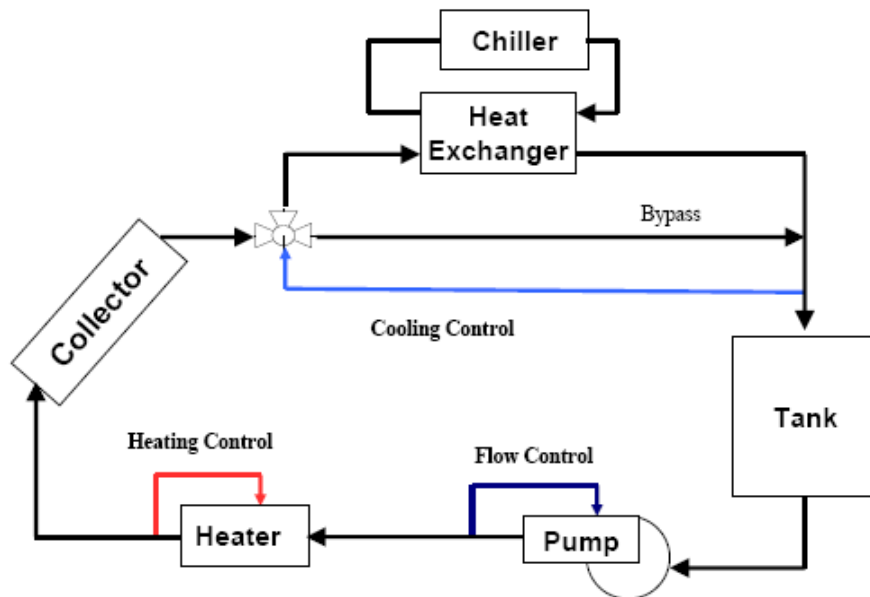 Chiller
Heat
Exchanger
Bypass
Cooling Control
Collector
Tank
Heating Control
Flow Control
Heater
Pump